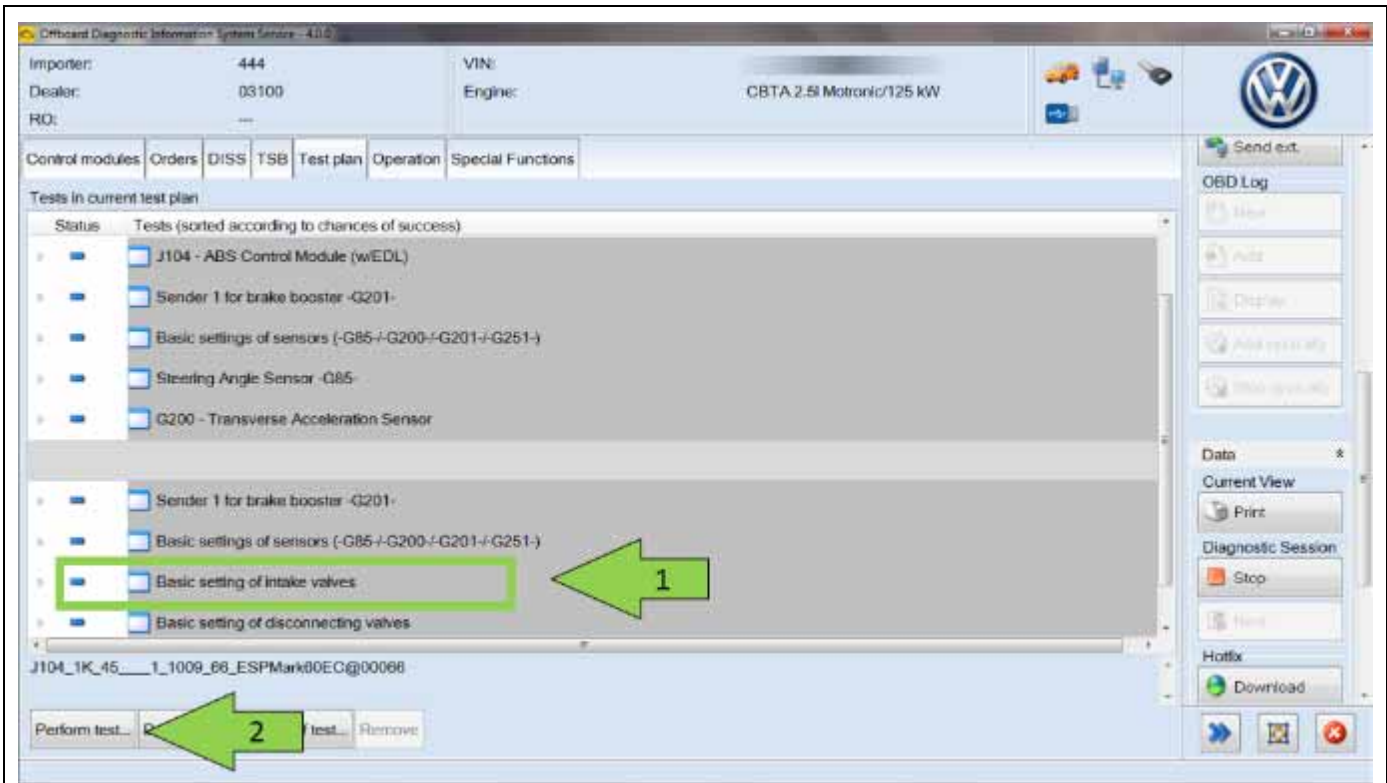 Offboard Diagnostic Information System Service - 4.0.0
Importer: 444 VIN:
Dealer: 03100 Engine: CBTA 2.5l Motronic/125 kW
RO: ---
Control modules Orders DISS TSB Test plan Operation Special Functions
Tests in current test plan
Status Tests (sorted according to chances of success)
J104 - ABS Control Module (w/EDL)
Sender 1 for brake booster -G201-
Basic settings of sensors (-G85-/-G200-/-G201-/-G251-)
Steering Angle Sensor -G85-
G200 - Transverse Acceleration Sensor
Sender 1 for brake booster -G201-
Basic settings of sensors (-G85-/-G200-/-G201-/-G251-)
Basic setting of intake valves
1
Basic setting of disconnecting valves
J104_1K_45____1_1009_66_ESPMark60EC@00066
Perform test...
2
test...
Remove
Send ext.
OBD Log
New
Add
Display
Data
Current View
Print
Diagnostic Session
Stop
New
Hotfix
Download